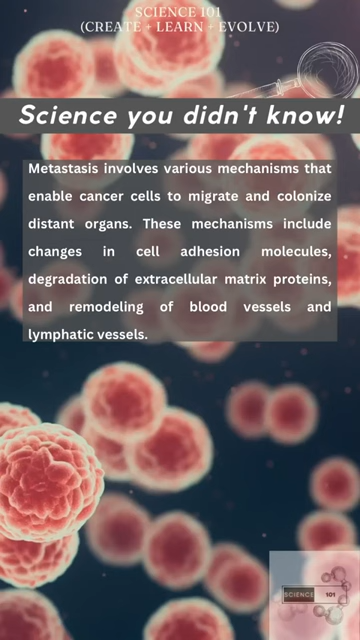 SCIENCE 101
(CREATE + LEARN + EVOLVE)
Science you didn't know!
Metastasis involves various mechanisms that
enable cancer cells to migrate and colonize
distant organs. These mechanisms include
changes in cell adhesion molecules,
degradation of extracellular matrix proteins,
and remodeling of blood vessels and
lymphatic vessels.
SCIENCE 101